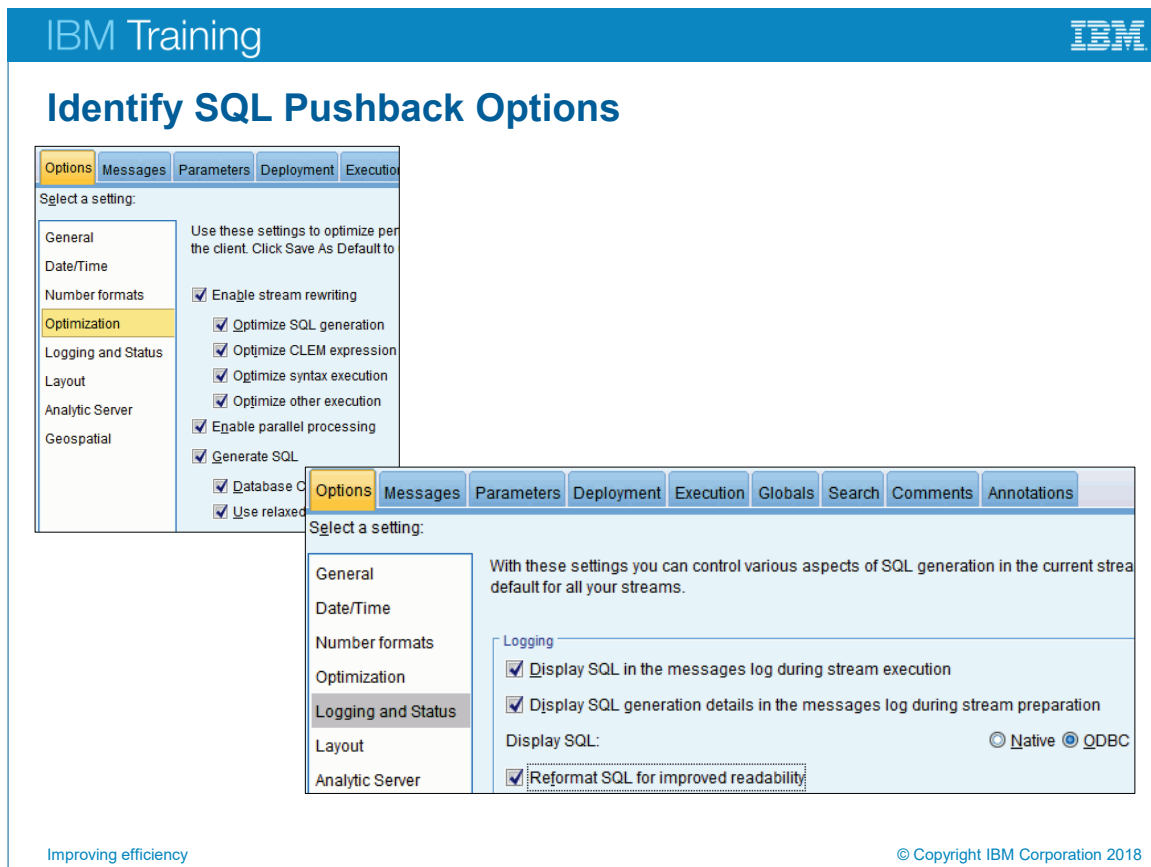 IBM Training
IBM
Identify SQL Pushback Options
Options Messages Parameters Deployment Execution
Select a setting:
General
Date/Time
Number formats
Optimization
Logging and Status
Layout
Analytic Server
Geospatial
Use these settings to optimize per
the client. Click Save As Default to
Enable stream rewriting
Optimize SQL generation
Optimize CLEM expression
Optimize syntax execution
Optimize other execution
Enable parallel processing
Generate SQL
Database C
Use relaxed
Options Messages Parameters Deployment Execution Globals Search Comments Annotations
Select a setting:
General
Date/Time
Number formats
Optimization
Logging and Status
Layout
Analytic Server
With these settings you can control various aspects of SQL generation in the current strea
default for all your streams.
Logging
Display SQL in the messages log during stream execution
Display SQL generation details in the messages log during stream preparation
Display SQL: Native ODBC
Reformat SQL for improved readability
Improving efficiency
© Copyright IBM Corporation 2018